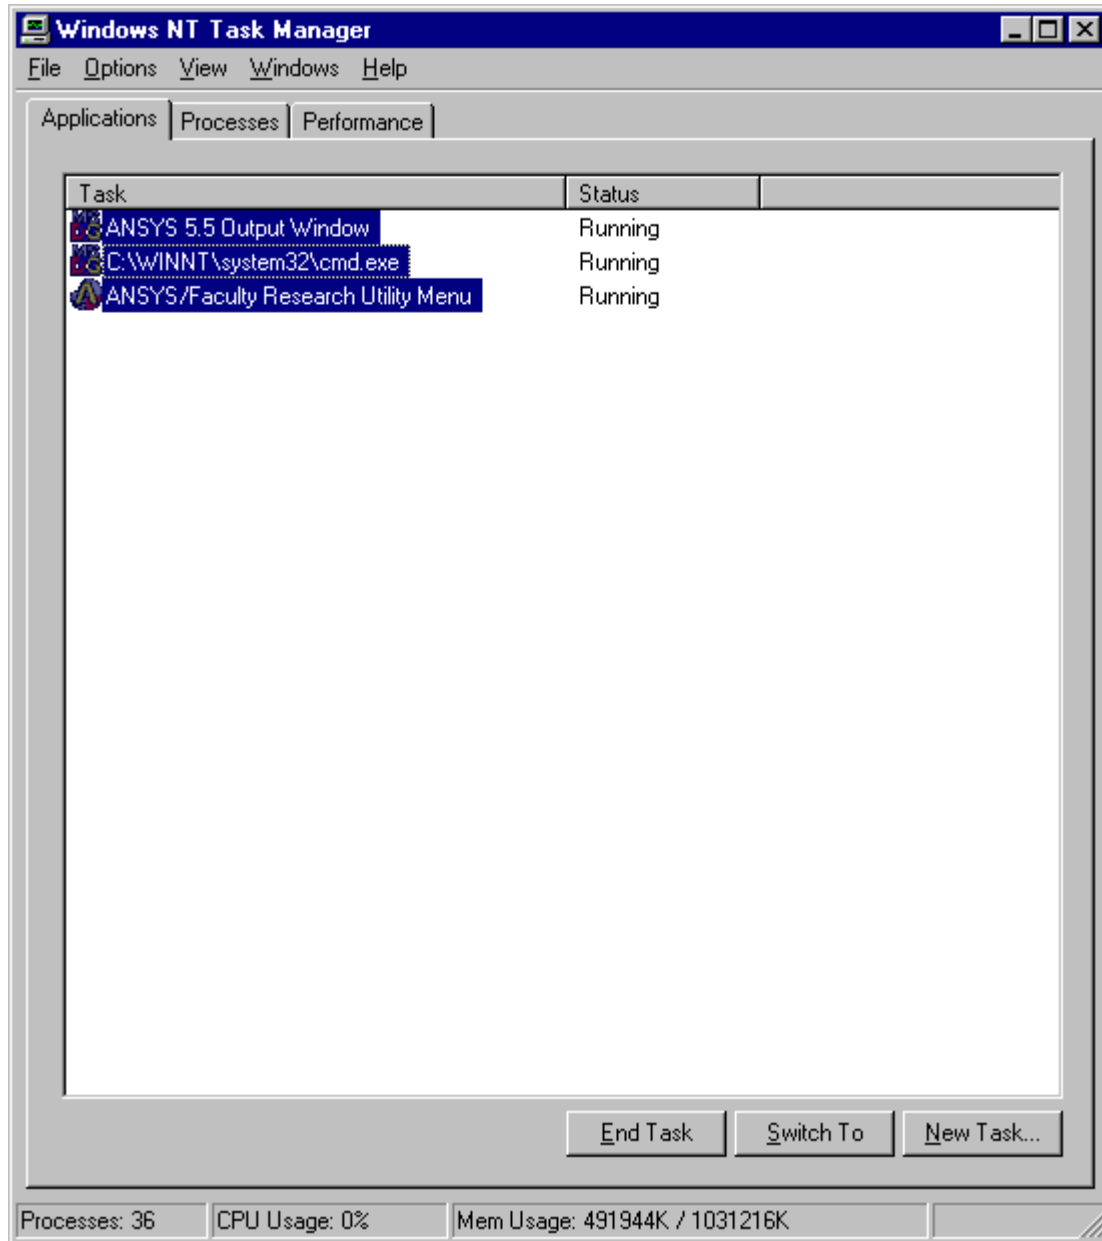 Windows NT Task Manager
File Options View Windows Help
Applications Processes Performance
Task Status
ANSYS 5.5 Output Window Running
C:\WINNT\system32\cmd.exe Running
ANSYS/Faculty Research Utility Menu Running
End Task Switch To New Task...
Processes: 36 CPU Usage: 0% Mem Usage: 491944K / 1031216K